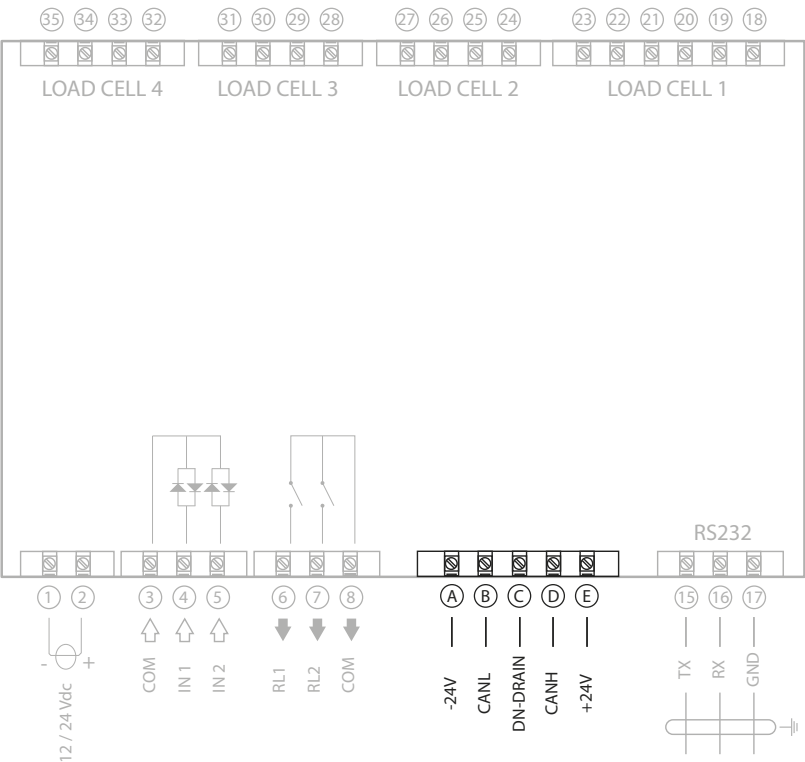 35 34 33 32 31 30 29 28 27 26 25 24 23 22 21 20 19 18
LOAD CELL 4 LOAD CELL 3 LOAD CELL 2 LOAD CELL 1
RS232
1 2 3 4 5 6 7 8 A B C D E 15 16 17
- +
12 / 24 Vdc
COM
IN 1
IN 2
RL1
RL2
COM
-24V
CANL
DN-DRAIN
CANH
+24V
TX
RX
GND